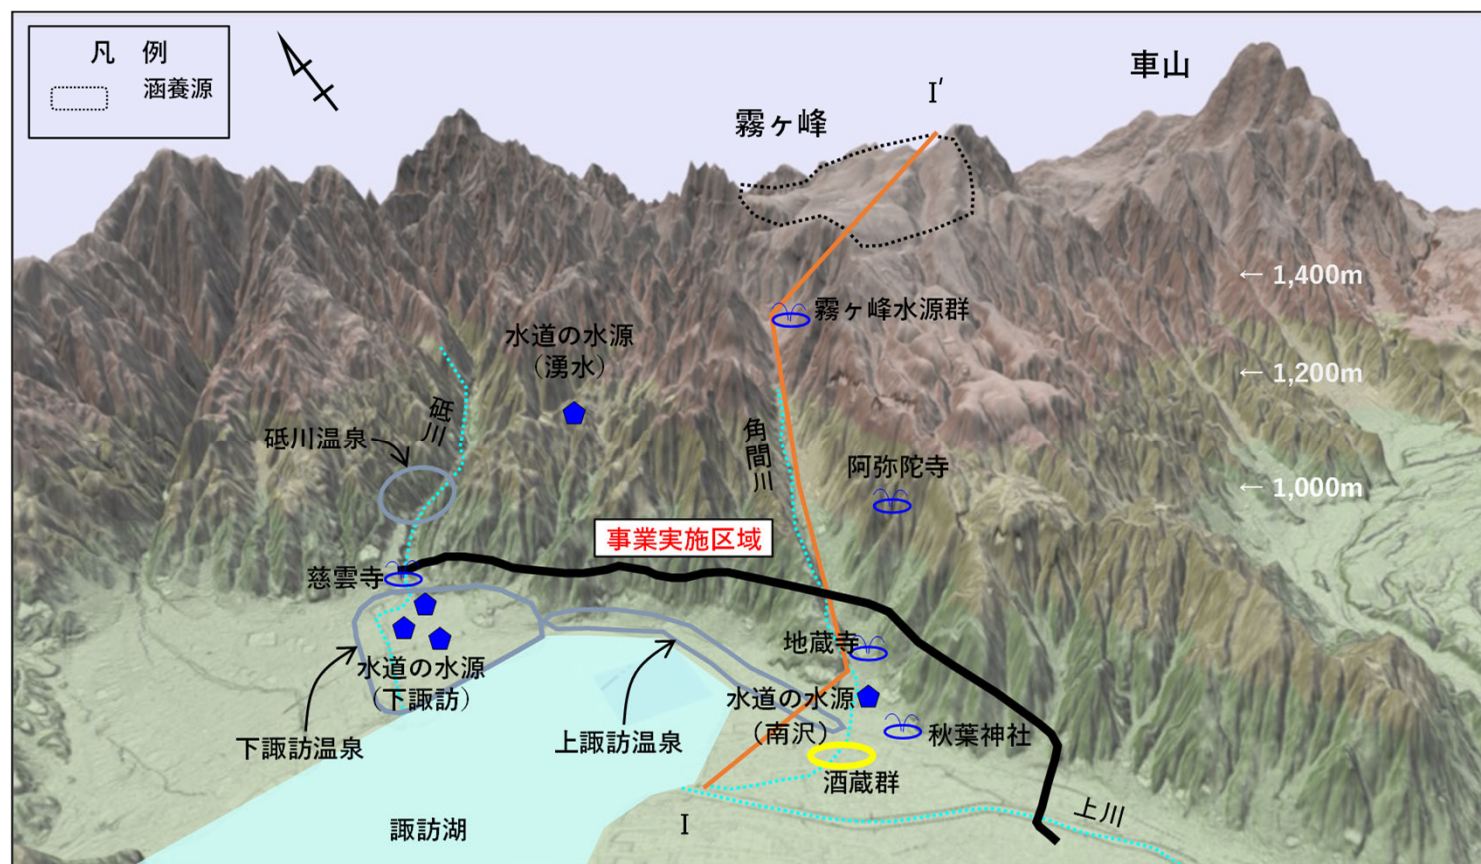 凡 例
涵養源
車山
I′
霧ヶ峰
← 1,400m
霧ヶ峰水源群
水道の水源
(湧水)
← 1,200m
砥川
砥川温泉
角間川
阿弥陀寺
← 1,000m
事業実施区域
慈雲寺
地蔵寺
水道の水源
(下諏訪)
水道の水源
(南沢)
秋葉神社
下諏訪温泉
上諏訪温泉
酒蔵群
上川
I
諏訪湖